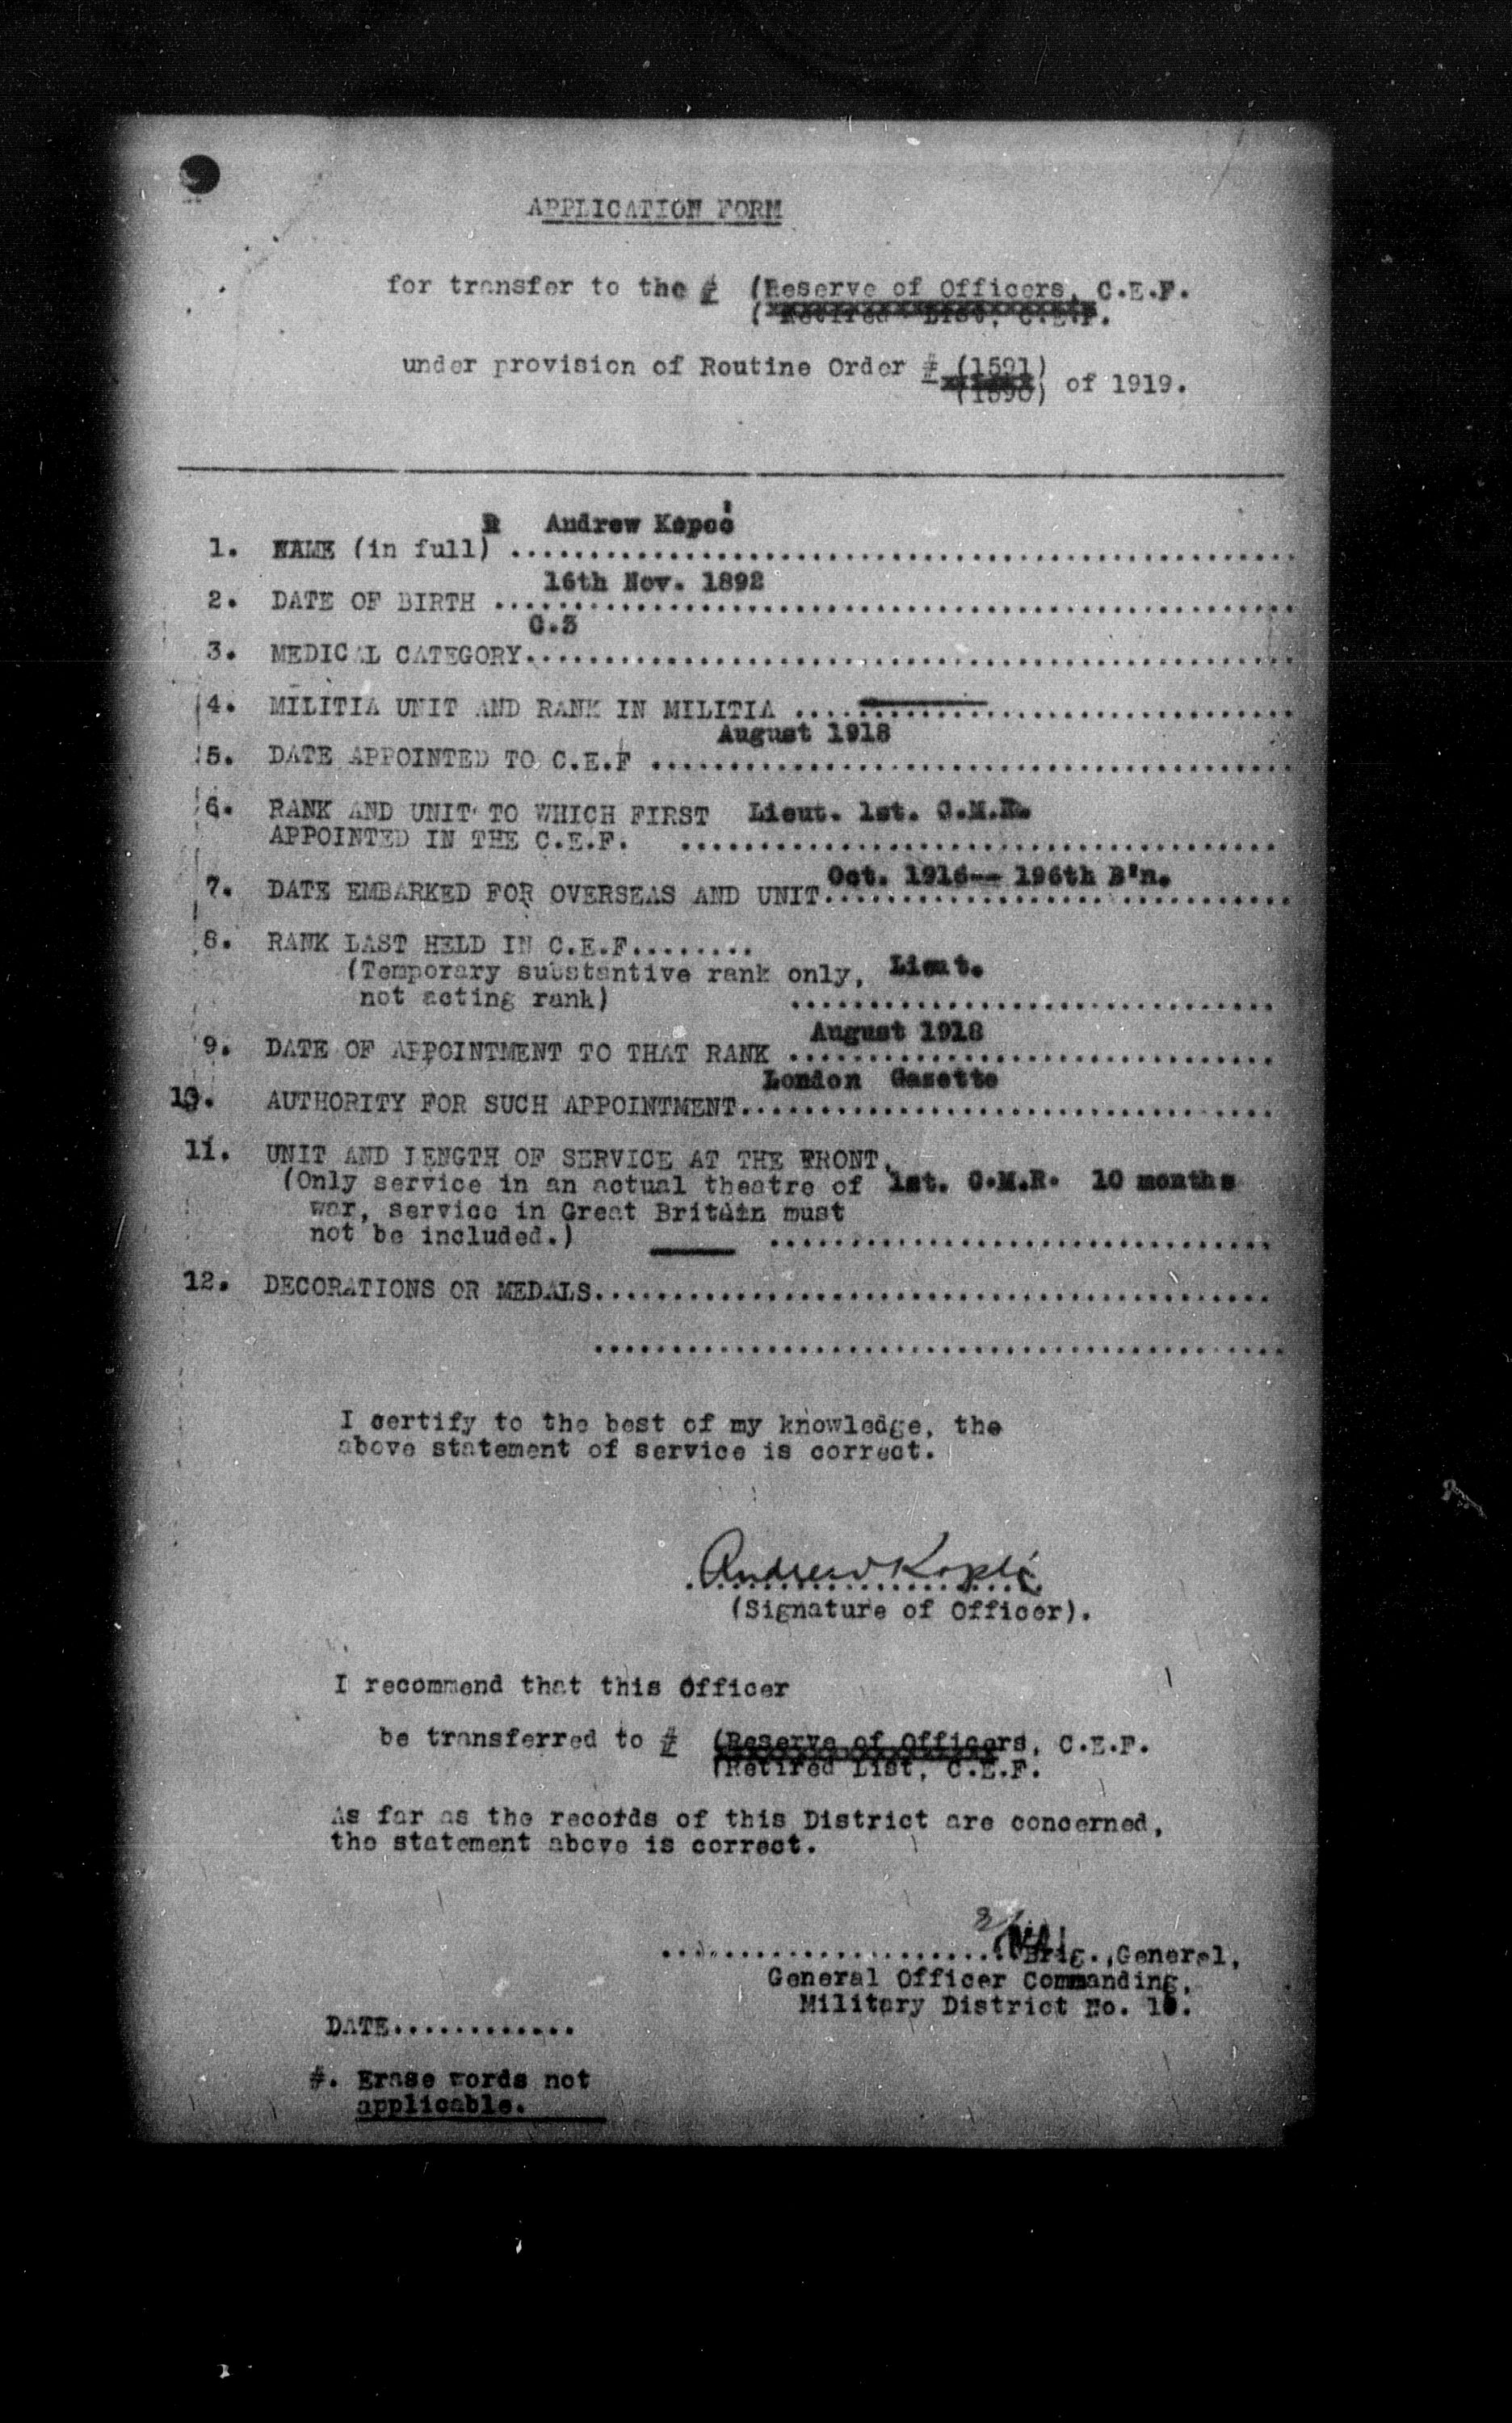 APPLICATION FORM
for transfer to the # (Reserve of Officers, C.E.F.
(Retired List, C.E.F.
under provision of Routine Order # (1591)
(1590) of 1919.
Andrew
1. NAME (in full) ..................................................
16th Nov. 1892
2. DATE OF BIRTH ..................................................
C.3
3. MEDICAL CATEGORY..................................................
4. MILITIA UNIT AND RANK IN MILITIA ................................
August 1918
5. DATE APPOINTED TO C.E.F ........................................
6. RANK AND UNIT TO WHICH FIRST Lieut. 1st. C.M.R.
APPOINTED IN THE C.E.F. ......................................
Oct. 1916-- 196th B'n.
7. DATE EMBARKED FOR OVERSEAS AND UNIT..............................
8. RANK LAST HELD IN C.E.F........
(Temporary substantive rank only, Lieut.
not acting rank) ...............................
August 1918
9. DATE OF APPOINTMENT TO THAT RANK ...............................
London Gazette
10. AUTHORITY FOR SUCH APPOINTMENT..................................
11. UNIT AND LENGTH OF SERVICE AT THE FRONT,
(Only service in an actual theatre of 1st. C.M.R. 10 months
war, service in Great Britain must
not be included.) ................................
12. DECORATIONS OR MEDALS...........................................
............................................
I certify to the best of my knowledge, the
above statement of service is correct.
Andrew
(Signature of Officer).
I recommend that this Officer
be transferred to # (Reserve of Officers, C.E.F.
(Retired List, C.E.F.
As far as the records of this District are concerned,
the statement above is correct.
......................Brig.,General,
General Officer Commanding,
Military District No. 10.
DATE............
#. Erase words not
applicable.